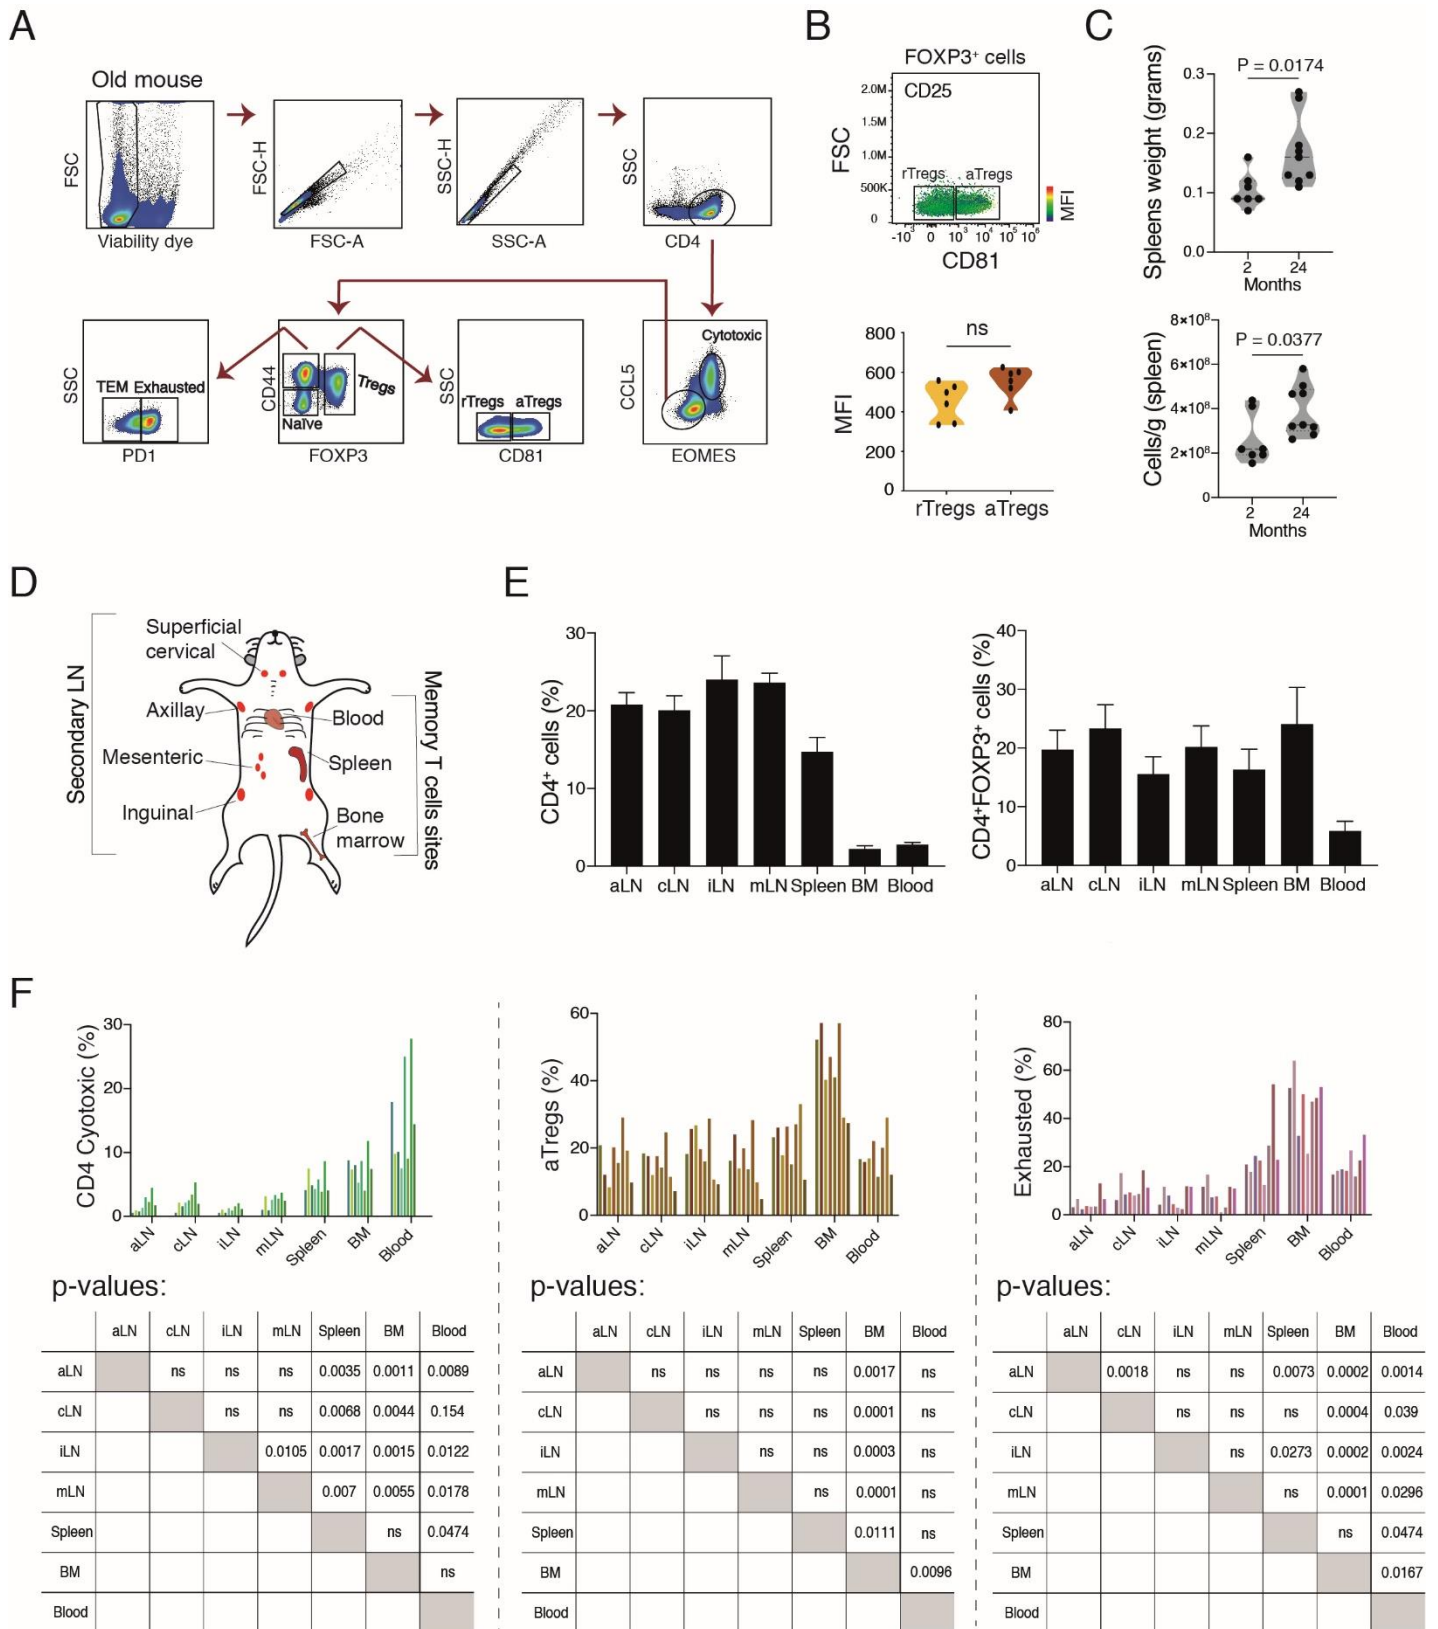 A
Old mouse
FSC
Viability dye
FSC-H
FSC-A
SSC-H
SSC-A
SSC
CD4
SSC
TEM Exhausted
PD1
CD44
Tregs
Naïve
FOXP3
SSC
rTregs aTregs
CD81
CCL5
Cytotoxic
EOMES
B
FOXP3⁺ cells
CD25
FSC
2.0M
1.5M
1.0M
500K
0
rTregs aTregs
-10³ 0 10³ 10⁴ 10⁵ 10⁶
CD81
MFI
ns
MFI
800
600
400
200
0
rTregs aTregs
C
P = 0.0174
Spleens weight (grams)
0.3
0.2
0.1
0.0
2 24
Months
P = 0.0377
Cells/g (spleen)
8×10⁸
6×10⁸
4×10⁸
2×10⁸
0
2 24
Months
D
Secondary LN
Superficial
cervical
Axillay
Mesenteric
Inguinal
Blood
Spleen
Bone
marrow
Memory T cells sites
E
CD4⁺ cells (%)
30
20
10
0
aLN cLN iLN mLN Spleen BM Blood
CD4⁺FOXP3⁺ cells (%)
40
30
20
10
0
aLN cLN iLN mLN Spleen BM Blood
F
CD4 Cyotoxic (%)
30
20
10
0
aLN cLN iLN mLN Spleen BM Blood
p-values:
aLN cLN iLN mLN Spleen BM Blood
aLN ns ns ns 0.0035 0.0011 0.0089
cLN ns ns 0.0068 0.0044 0.154
iLN 0.0105 0.0017 0.0015 0.0122
mLN 0.007 0.0055 0.0178
Spleen ns 0.0474
BM ns
Blood
aTregs (%)
60
40
20
0
aLN cLN iLN mLN Spleen BM Blood
p-values:
aLN cLN iLN mLN Spleen BM Blood
aLN ns ns ns ns 0.0017 ns
cLN ns ns ns 0.0001 ns
iLN ns ns 0.0003 ns
mLN ns 0.0001 ns
Spleen 0.0111 ns
BM 0.0096
Blood
Exhausted (%)
80
60
40
20
0
aLN cLN iLN mLN Spleen BM Blood
p-values:
aLN cLN iLN mLN Spleen BM Blood
aLN 0.0018 ns ns 0.0073 0.0002 0.0014
cLN ns ns ns 0.0004 0.039
iLN ns 0.0273 0.0002 0.0024
mLN ns 0.0001 0.0296
Spleen ns 0.0474
BM 0.0167
Blood